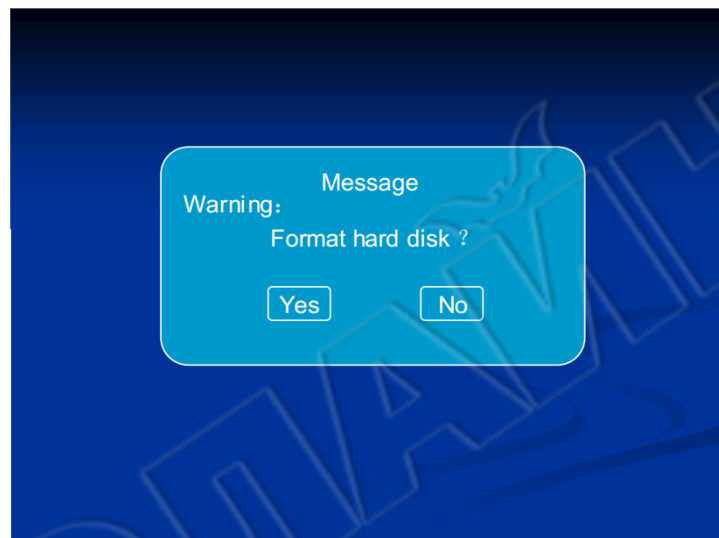 Message
Warning：
Format hard disk ？
Yes No